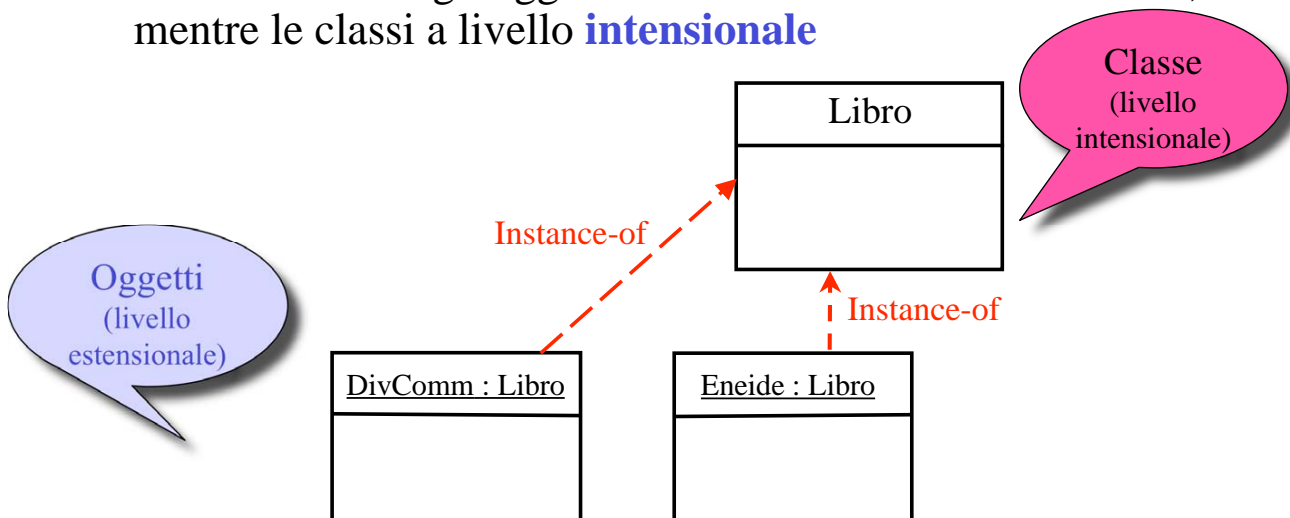 mentre le classi a livello intensionale
Classe
(livello
intensionale)
Libro
Instance-of
Oggetti
(livello
estensionale)
Instance-of
DivComm : Libro
Eneide : Libro